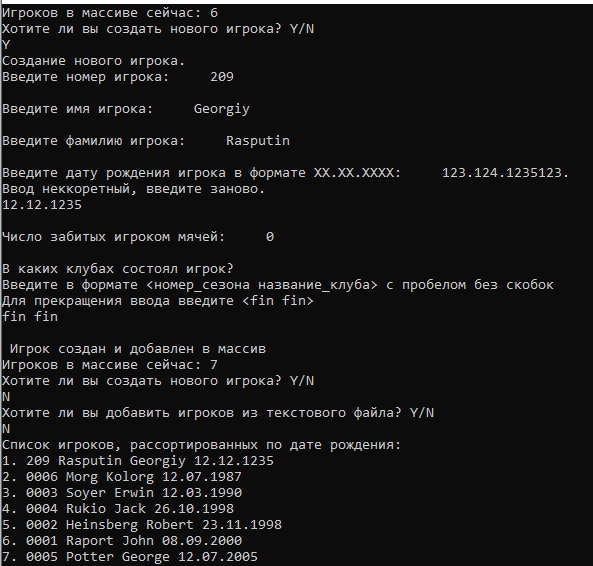 Игроков в массиве сейчас: 6
Хотите ли вы создать нового игрока? Y/N
Y
Создание нового игрока.
Введите номер игрока:     209
Введите имя игрока:     Georgiy
Введите фамилию игрока:     Rasputin
Введите дату рождения игрока в формате XX.XX.XXXX:     123.124.1235123.
Ввод неккоретный, введите заново.
12.12.1235
Число забитых игроком мячей:     0
В каких клубах состоял игрок?
Введите в формате <номер_сезона название_клуба> с пробелом без скобок
Для прекращения ввода введите <fin fin>
fin fin
Игрок создан и добавлен в массив
Игроков в массиве сейчас: 7
Хотите ли вы создать нового игрока? Y/N
N
Хотите ли вы добавить игроков из текстового файла? Y/N
N
Список игроков, рассортированных по дате рождения:
1. 209 Rasputin Georgiy 12.12.1235
2. 0006 Morg Kolorg 12.07.1987
3. 0003 Soyer Erwin 12.03.1990
4. 0004 Rukio Jack 26.10.1998
5. 0002 Heinsberg Robert 23.11.1998
6. 0001 Raport John 08.09.2000
7. 0005 Potter George 12.07.2005